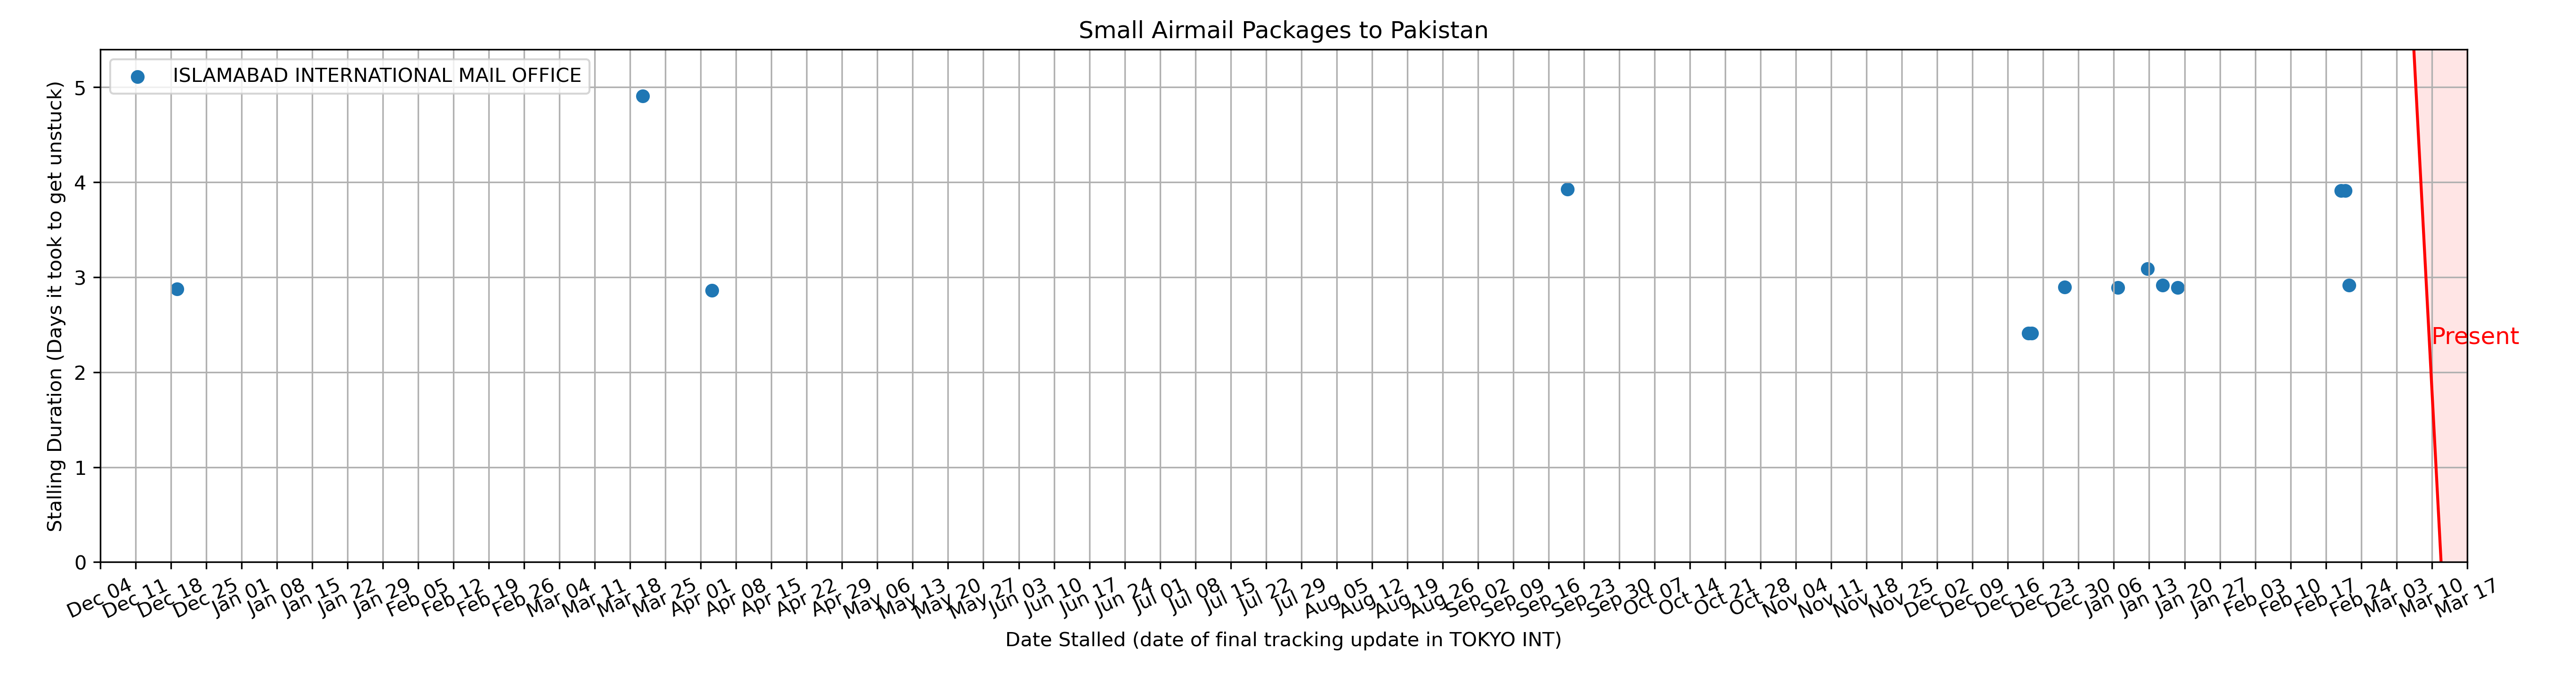 Small Airmail Packages to Pakistan
ISLAMABAD INTERNATIONAL MAIL OFFICE
Stalling Duration (Days it took to get unstuck)
5
4
3
2
1
0
Present
Dec 04 Dec 11 Dec 18 Dec 25 Jan 01 Jan 08 Jan 15 Jan 22 Jan 29 Feb 05 Feb 12 Feb 19 Feb 26 Mar 04 Mar 11 Mar 18 Mar 25 Apr 01 Apr 08 Apr 15 Apr 22 Apr 29 May 06 May 13 May 20 May 27 Jun 03 Jun 10 Jun 17 Jun 24 Jul 01 Jul 08 Jul 15 Jul 22 Jul 29 Aug 05 Aug 12 Aug 19 Aug 26 Sep 02 Sep 09 Sep 16 Sep 23 Sep 30 Oct 07 Oct 14 Oct 21 Oct 28 Nov 04 Nov 11 Nov 18 Nov 25 Dec 02 Dec 09 Dec 16 Dec 23 Dec 30 Jan 06 Jan 13 Jan 20 Jan 27 Feb 03 Feb 10 Feb 17 Feb 24 Mar 03 Mar 10 Mar 17
Date Stalled (date of final tracking update in TOKYO INT)